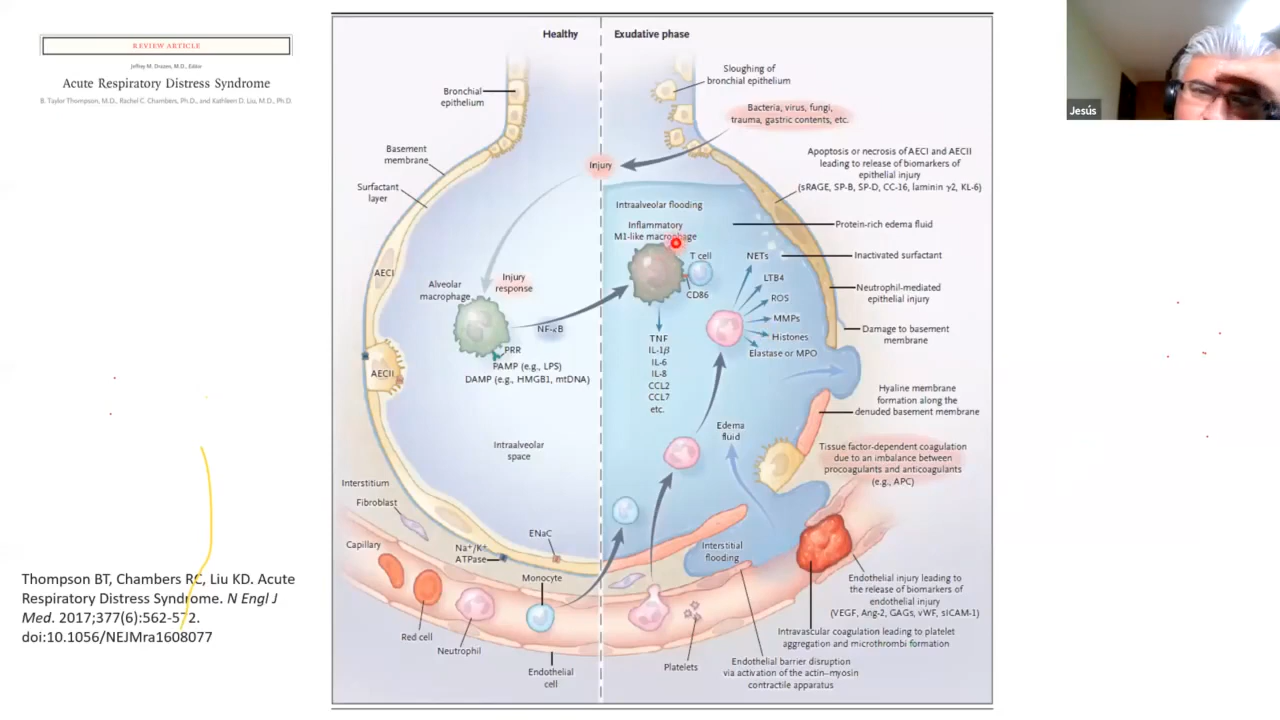 REVIEW ARTICLE
Jeffrey M. Drazen, M.D., Editor
Acute Respiratory Distress Syndrome
B. Taylor Thompson, M.D., Rachel C. Chambers, Ph.D., and Kathleen D. Liu, M.D., Ph.D.
Thompson BT, Chambers RC, Liu KD. Acute
Respiratory Distress Syndrome. N Engl J
Med. 2017;377(6):562-572.
doi:10.1056/NEJMra1608077
Healthy
Exudative phase
Bronchial
epithelium
Basement
membrane
Surfactant
layer
AECI
Alveolar
macrophage
Injury
Injury
response
NF-κB
PRR
PAMP (e.g., LPS)
DAMP (e.g., HMGB1, mtDNA)
AECII
Intraalveolar
space
Interstitium
Fibroblast
Capillary
Na⁺/K⁺
ATPase
ENaC
Monocyte
Red cell
Neutrophil
Endothelial
cell
Sloughing of
bronchial epithelium
Bacteria, virus, fungi,
trauma, gastric contents, etc.
Apoptosis or necrosis of AECI and AECII
leading to release of biomarkers of
epithelial injury
(sRAGE, SP-B, SP-D, CC-16, laminin γ2, KL-6)
Intraalveolar flooding
Inflammatory
M1-like macrophage
T cell
CD86
TNF
IL-1β
IL-6
IL-8
CCL2
CCL7
etc.
NETs
LTB4
ROS
MMPs
Histones
Elastase or MPO
Protein-rich edema fluid
Inactivated surfactant
Neutrophil-mediated
epithelial injury
Damage to basement
membrane
Hyaline membrane
formation along the
denuded basement membrane
Edema
fluid
Tissue factor-dependent coagulation
due to an imbalance between
procoagulants and anticoagulants
(e.g., APC)
Interstitial
flooding
Endothelial injury leading to
the release of biomarkers of
endothelial injury
(VEGF, Ang-2, GAGs, vWF, sICAM-1)
Intravascular coagulation leading to platelet
aggregation and microthrombi formation
Platelets
Endothelial barrier disruption
via activation of the actin–myosin
contractile apparatus
Jesús